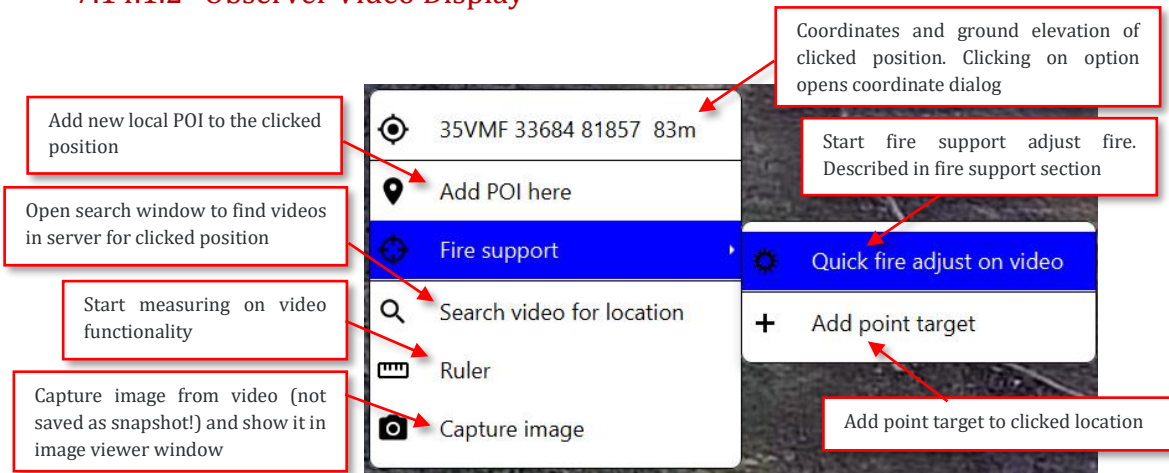 7.14.1.2 Observer Video Display
Coordinates and ground elevation of
clicked position. Clicking on option
opens coordinate dialog
Add new local POI to the clicked
position
35VMF 33684 81857 83m
Start fire support adjust fire.
Described in fire support section
Add POI here
Open search window to find videos
in server for clicked position
Fire support
Quick fire adjust on video
Start measuring on video
functionality
Search video for location
Add point target
Ruler
Capture image from video (not
saved as snapshot!) and show it in
image viewer window
Capture image
Add point target to clicked location